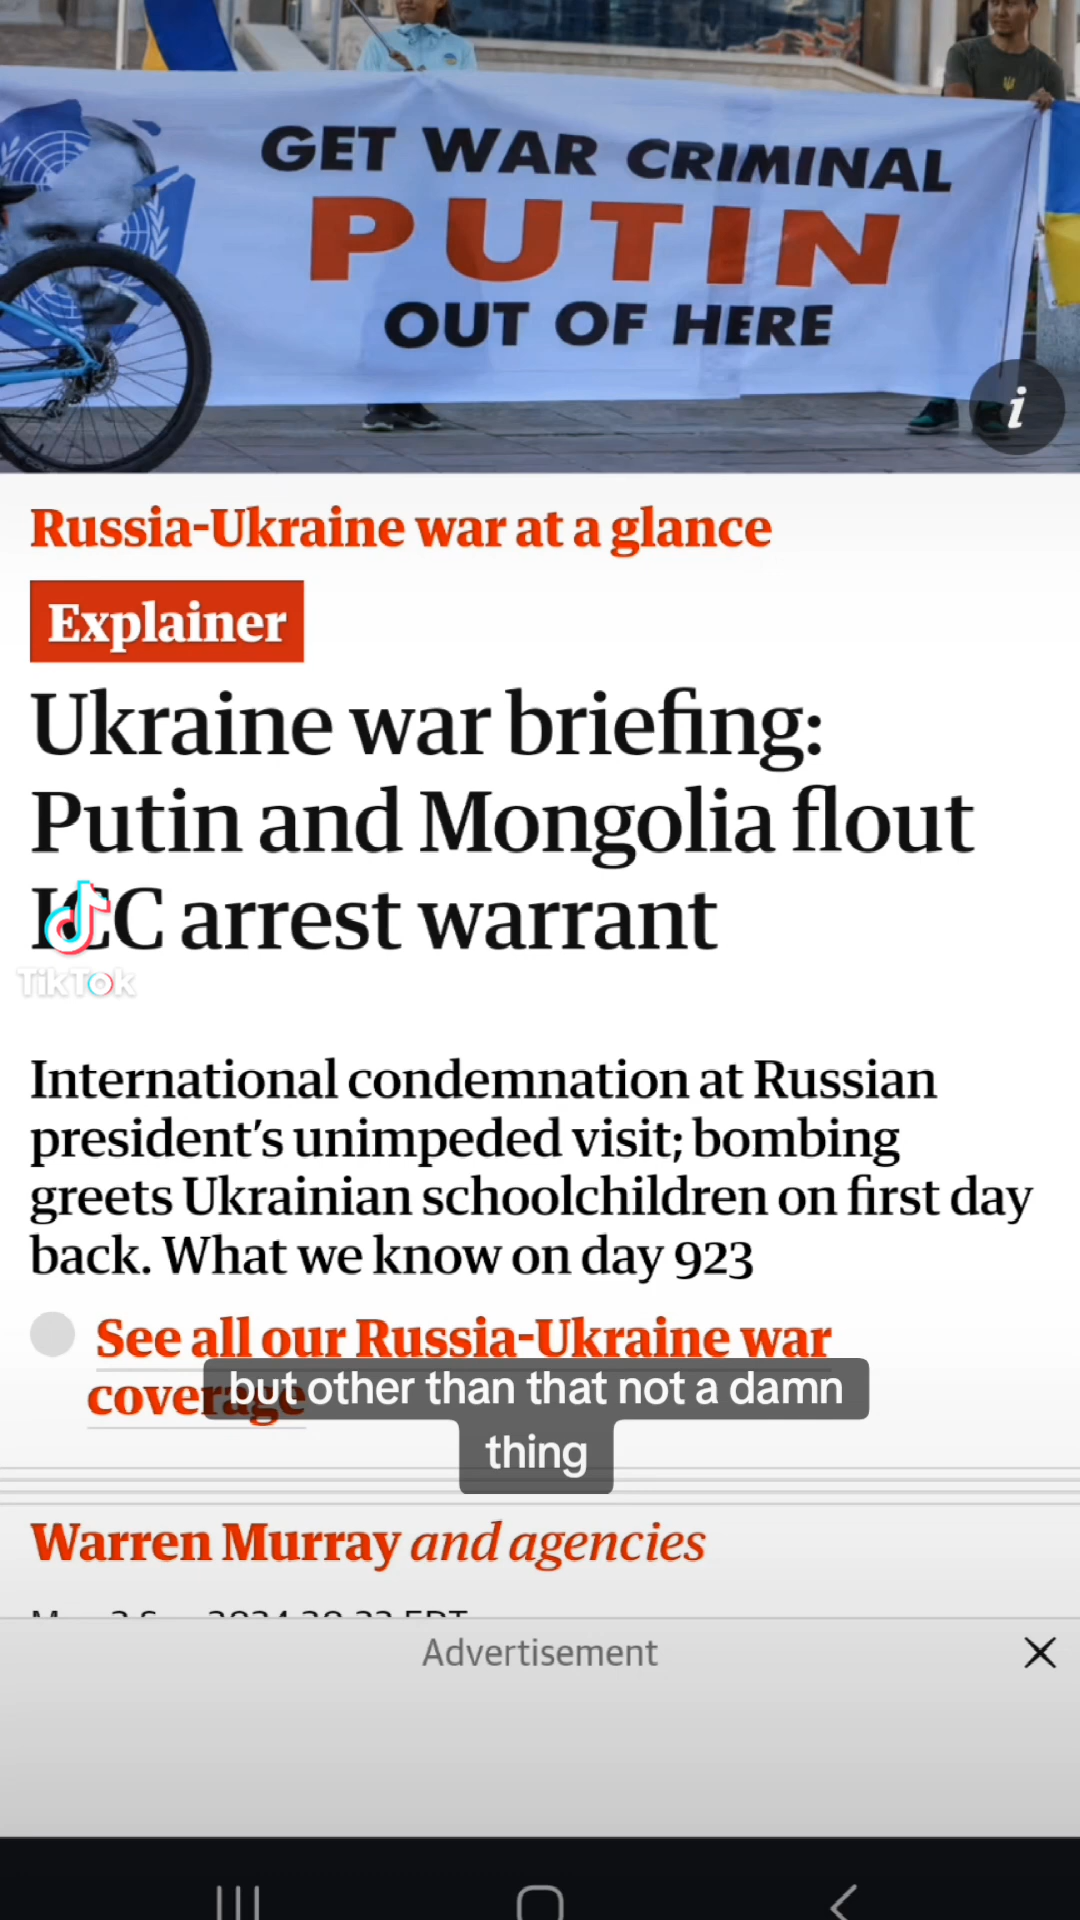 GET WAR CRIMINAL
PUTIN
OUT OF HERE
i
Russia-Ukraine war at a glance
Explainer
Ukraine war briefing:
Putin and Mongolia flout
ICC arrest warrant
TikTok
International condemnation at Russian
president’s unimpeded visit; bombing
greets Ukrainian schoolchildren on first day
back. What we know on day 923
See all our Russia-Ukraine war
coverage
but other than that not a damn
thing
Warren Murray and agencies
Advertisement